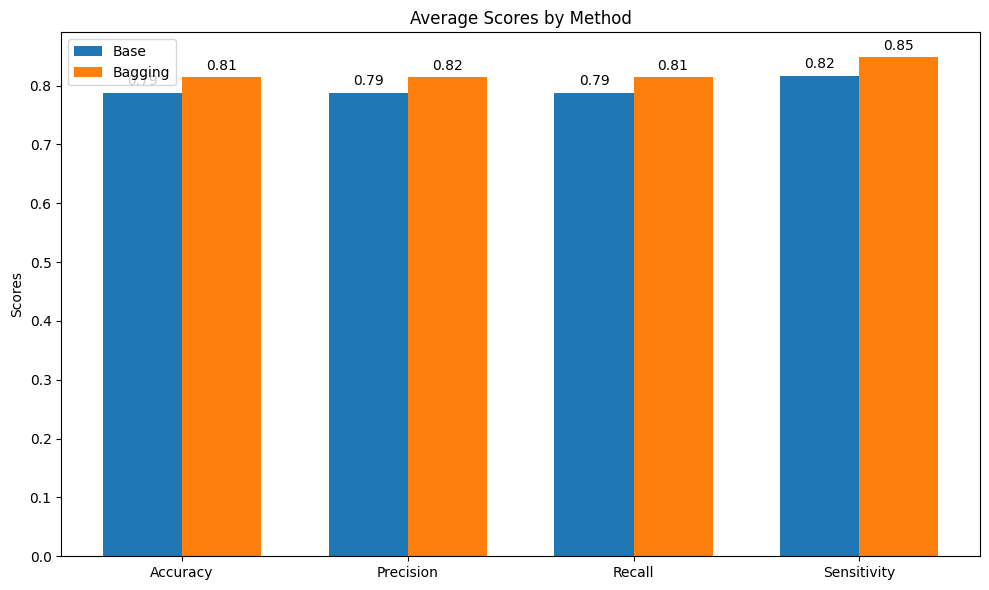 Average Scores by Method
Base
Bagging
0.79
0.81
0.79
0.82
0.79
0.81
0.82
0.85
Scores
0.8
0.7
0.6
0.5
0.4
0.3
0.2
0.1
0.0
Accuracy
Precision
Recall
Sensitivity